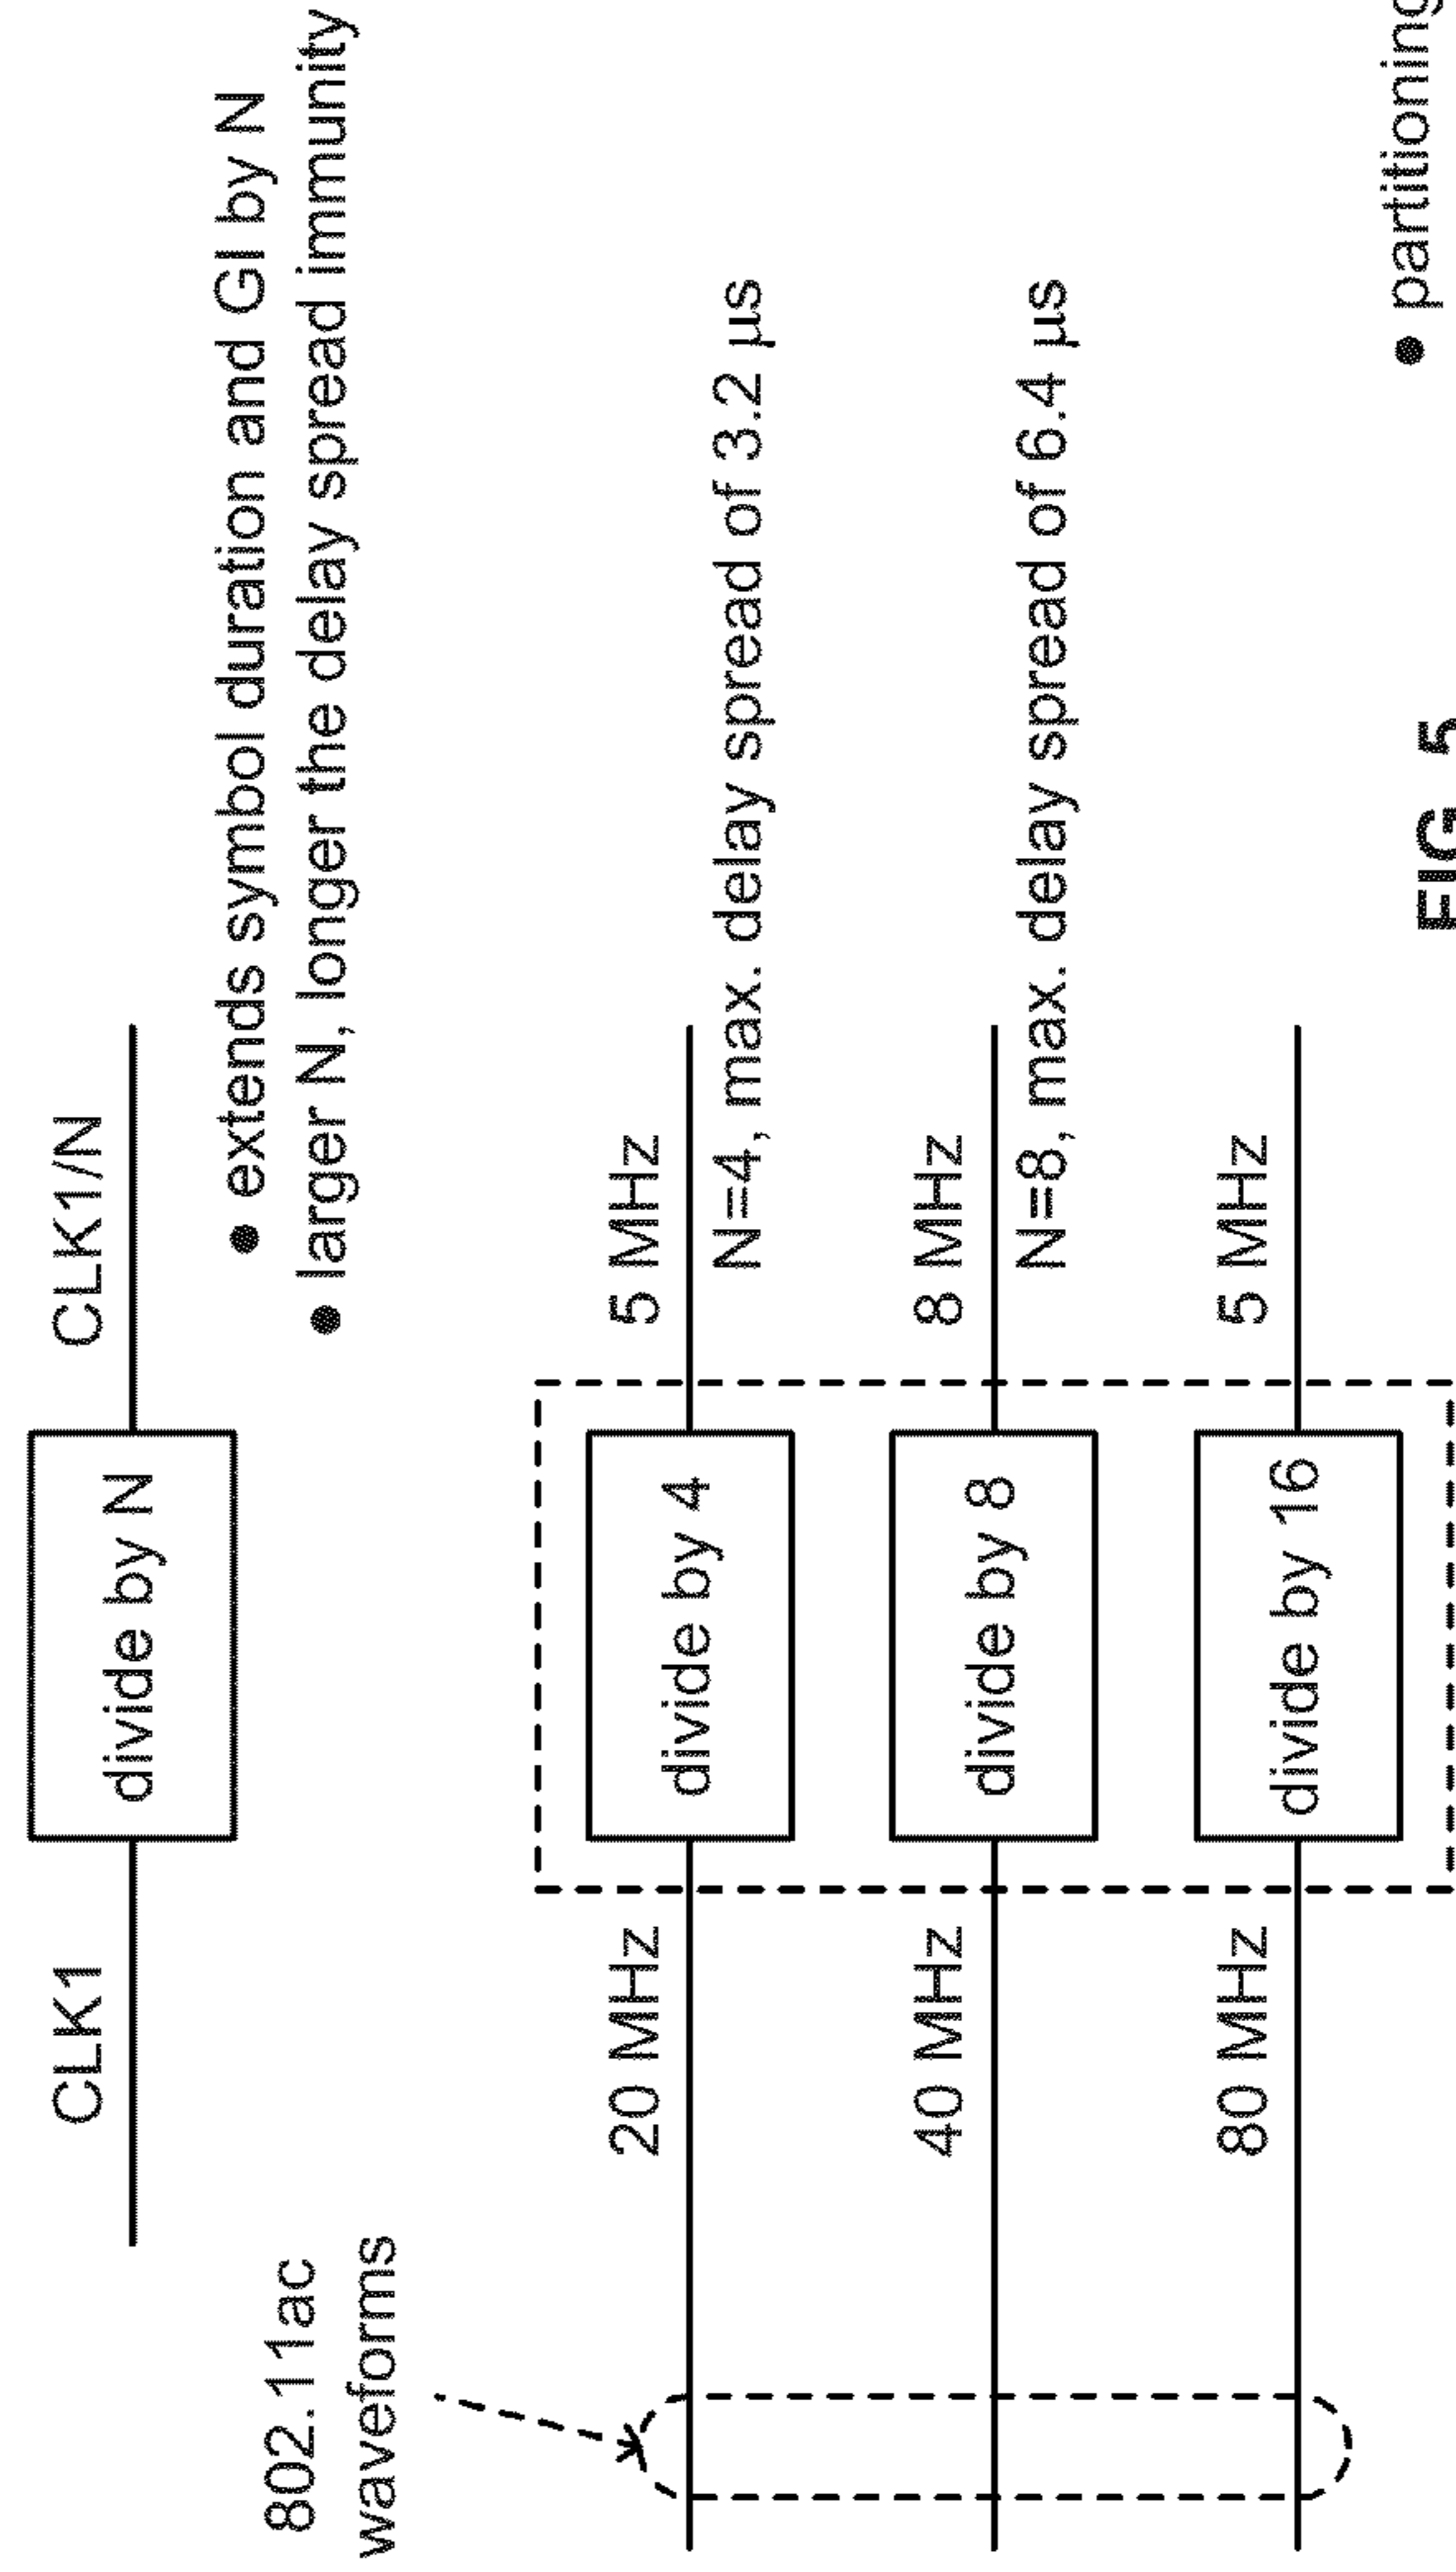 CLK1
divide by N
CLK1/N
• extends symbol duration and GI by N
• larger N, longer the delay spread immunity
802.11ac
waveforms
20 MHz
divide by 4
5 MHz
N=4, max. delay spread of 3.2 µs
40 MHz
divide by 8
8 MHz
N=8, max. delay spread of 6.4 µs
80 MHz
divide by 16
5 MHz
• partitioning
FIG. 5